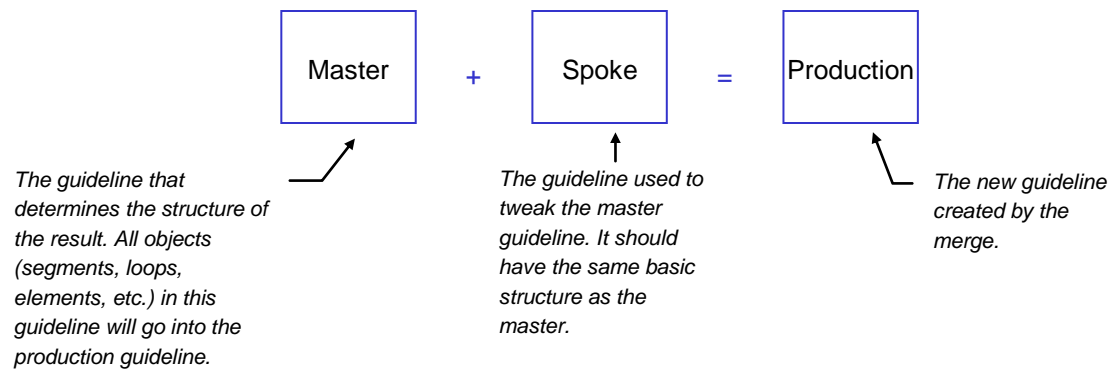 Master + Spoke = Production
The guideline that
determines the structure of
the result. All objects
(segments, loops,
elements, etc.) in this
guideline will go into the
production guideline.
The guideline used to
tweak the master
guideline. It should
have the same basic
structure as the
master.
The new guideline
created by the
merge.